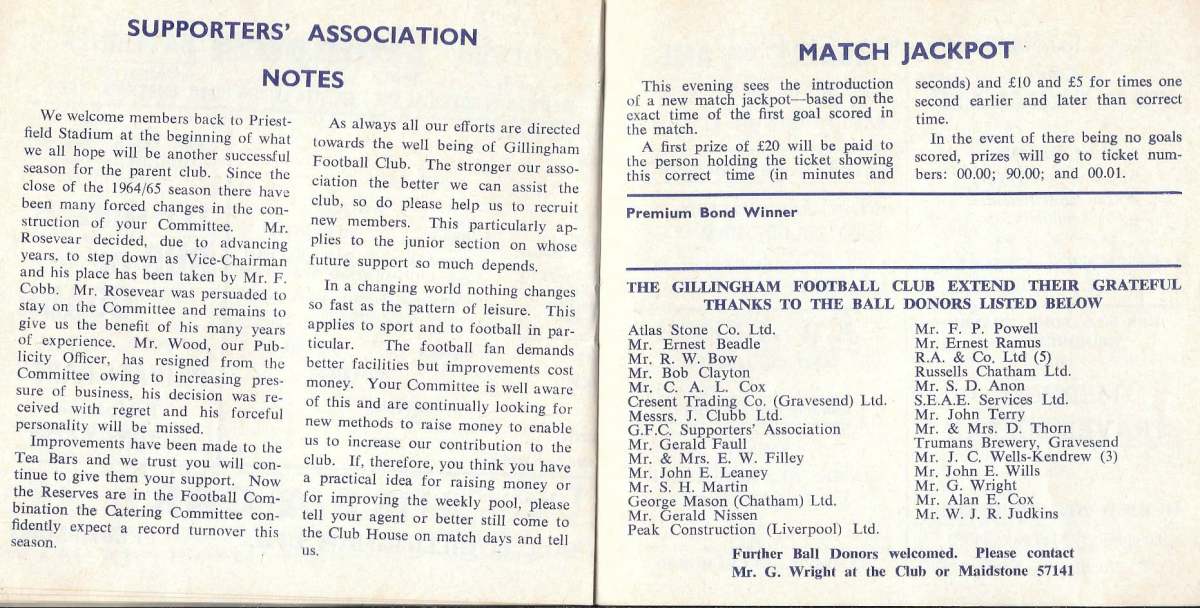 SUPPORTERS' ASSOCIATION
NOTES
We welcome members back to Priest-
field Stadium at the beginning of what
we all hope will be another successful
season for the parent club. Since the
close of the 1964/65 season there have
been many forced changes in the con-
struction of your Committee. Mr.
Rosevear decided, due to advancing
years, to step down as Vice-Chairman
and his place has been taken by Mr. F.
Cobb. Mr. Rosevear was persuaded to
stay on the Committee and remains to
give us the benefit of his many years
of experience. Mr. Wood, our Pub-
licity Officer, has resigned from the
Committee owing to increasing pres-
sure of business, his decision was re-
ceived with regret and his forceful
personality will be missed.
Improvements have been made to the
Tea Bars and we trust you will con-
tinue to give them your support. Now
the Reserves are in the Football Com-
bination the Catering Committee con-
fidently expect a record turnover this
season.
As always all our efforts are directed
towards the well being of Gillingham
Football Club. The stronger our asso-
ciation the better we can assist the
club, so do please help us to recruit
new members. This particularly ap-
plies to the junior section on whose
future support so much depends.
In a changing world nothing changes
so fast as the pattern of leisure. This
applies to sport and to football in par-
ticular. The football fan demands
better facilities but improvements cost
money. Your Committee is well aware
of this and are continually looking for
new methods to raise money to enable
us to increase our contribution to the
club. If, therefore, you think you have
a practical idea for raising money or
for improving the weekly pool, please
tell your agent or better still come to
the Club House on match days and tell
us.
MATCH JACKPOT
This evening sees the introduction
of a new match jackpot—based on the
exact time of the first goal scored in
the match.
A first prize of £20 will be paid to
the person holding the ticket showing
this correct time (in minutes and
seconds) and £10 and £5 for times one
second earlier and later than correct
time.
In the event of there being no goals
scored, prizes will go to ticket num-
bers: 00.00; 90.00; and 00.01.
Premium Bond Winner
THE GILLINGHAM FOOTBALL CLUB EXTEND THEIR GRATEFUL
THANKS TO THE BALL DONORS LISTED BELOW
Atlas Stone Co. Ltd.
Mr. Ernest Beadle
Mr. R. W. Bow
Mr. Bob Clayton
Mr. C. A. L. Cox
Cresent Trading Co. (Gravesend) Ltd.
Messrs. J. Clubb Ltd.
G.F.C. Supporters' Association
Mr. Gerald Faull
Mr. & Mrs. E. W. Filley
Mr. John E. Leaney
Mr. S. H. Martin
George Mason (Chatham) Ltd.
Mr. Gerald Nissen
Peak Construction (Liverpool) Ltd.
Mr. F. P. Powell
Mr. Ernest Ramus
R.A. & Co. Ltd (5)
Russells Chatham Ltd.
Mr. S. D. Anon
S.E.A.E. Services Ltd.
Mr. John Terry
Mr. & Mrs. D. Thorn
Trumans Brewery, Gravesend
Mr. J. C. Wells-Kendrew (3)
Mr. John E. Wills
Mr. G. Wright
Mr. Alan E. Cox
Mr. W. J. R. Judkins
Further Ball Donors welcomed. Please contact
Mr. G. Wright at the Club or Maidstone 57141